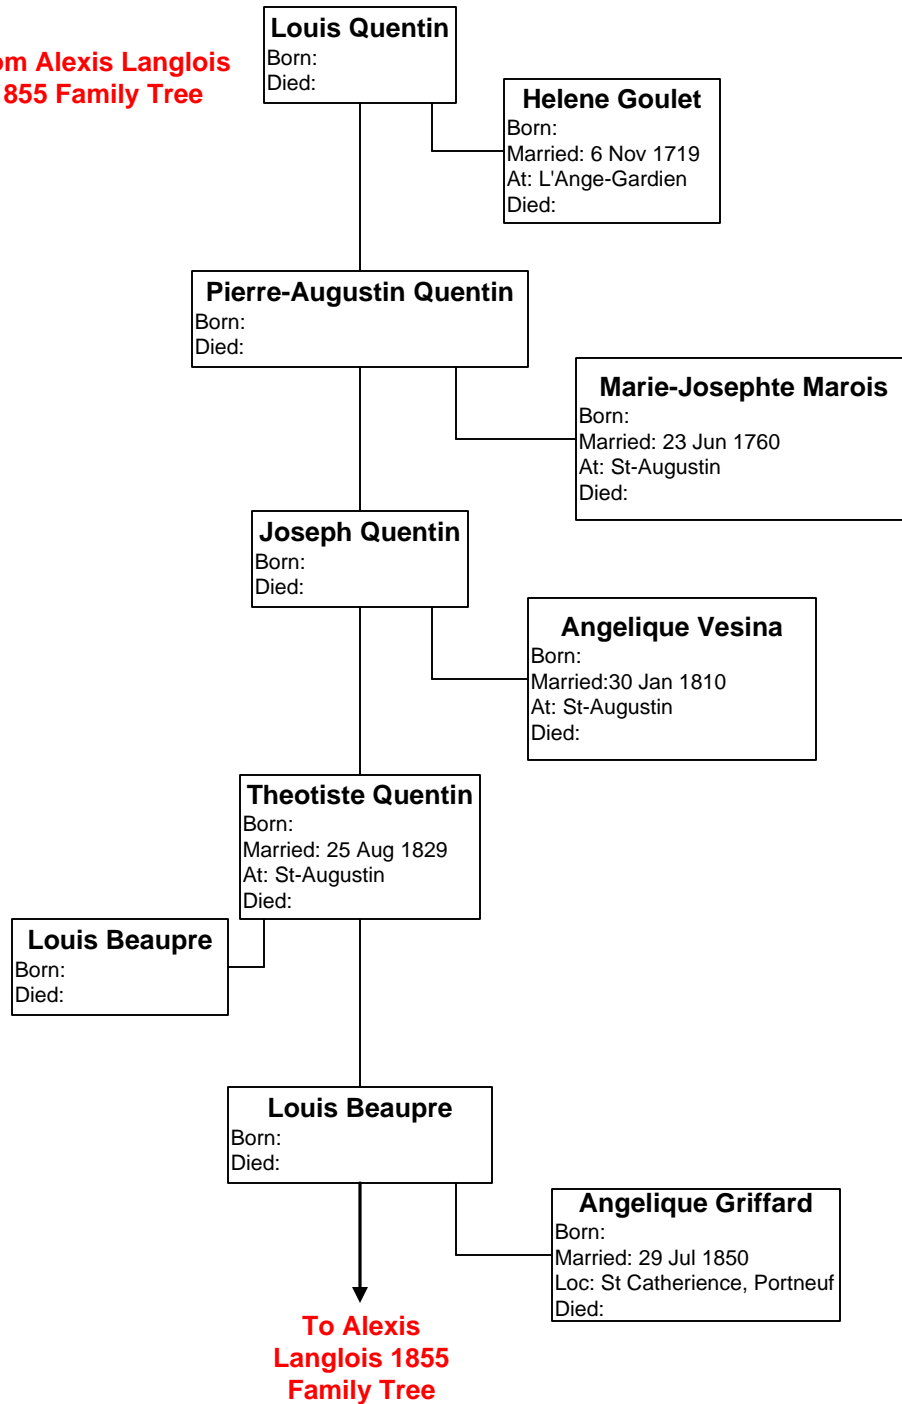 Louis Quentin
Born:
Died:
om Alexis Langlois
855 Family Tree
Helene Goulet
Born:
Married: 6 Nov 1719
At: L'Ange-Gardien
Died:
Pierre-Augustin Quentin
Born:
Died:
Marie-Josephte Marois
Born:
Married: 23 Jun 1760
At: St-Augustin
Died:
Joseph Quentin
Born:
Died:
Angelique Vesina
Born:
Married:30 Jan 1810
At: St-Augustin
Died:
Theotiste Quentin
Born:
Married: 25 Aug 1829
At: St-Augustin
Died:
Louis Beaupre
Born:
Died:
Louis Beaupre
Born:
Died:
Angelique Griffard
Born:
Married: 29 Jul 1850
Loc: St Catherience, Portneuf
Died:
To Alexis
Langlois 1855
Family Tree